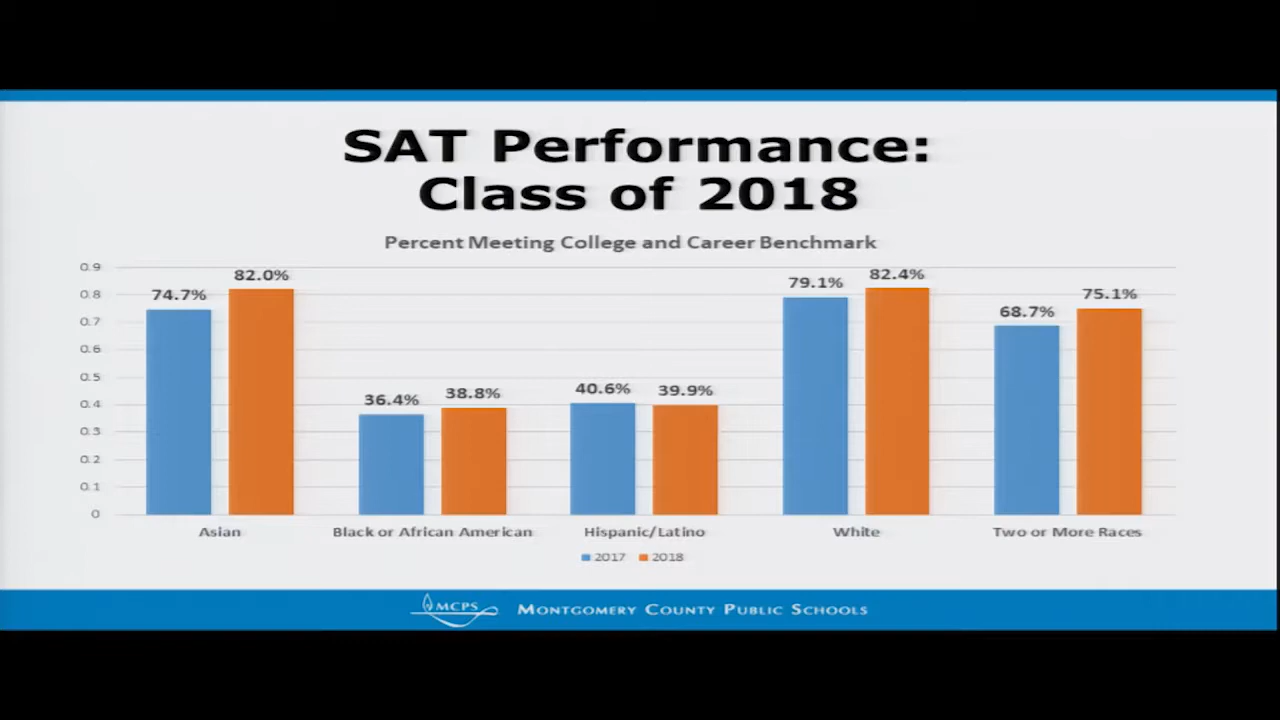 SAT Performance:
Class of 2018
Percent Meeting College and Career Benchmark
0.9
0.8
0.7
0.6
0.5
0.4
0.3
0.2
0.1
0
74.7%
82.0%
36.4%
38.8%
40.6%
39.9%
79.1%
82.4%
68.7%
75.1%
Asian
Black or African American
Hispanic/Latino
White
Two or More Races
2017 2018
MCPS
MONTGOMERY COUNTY PUBLIC SCHOOLS